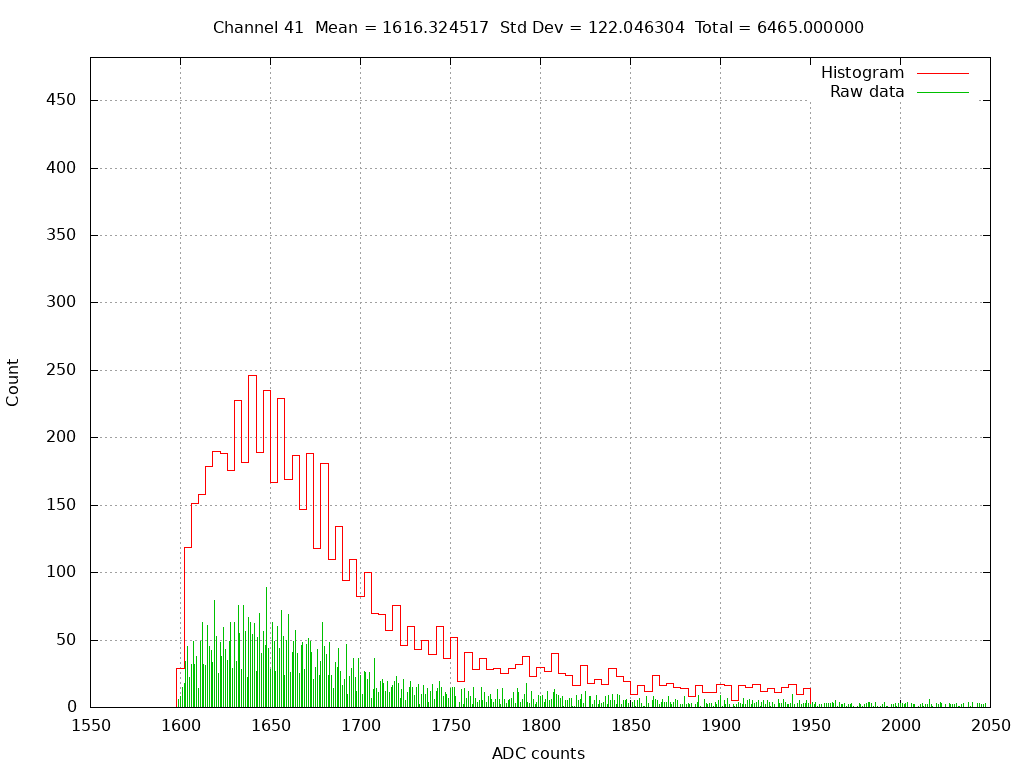 Channel 41  Mean = 1616.324517  Std Dev = 122.046304  Total = 6465.000000
Histogram
Raw data
450
400
350
300
250
200
150
100
50
0
Count
1550 1600 1650 1700 1750 1800 1850 1900 1950 2000 2050
ADC counts